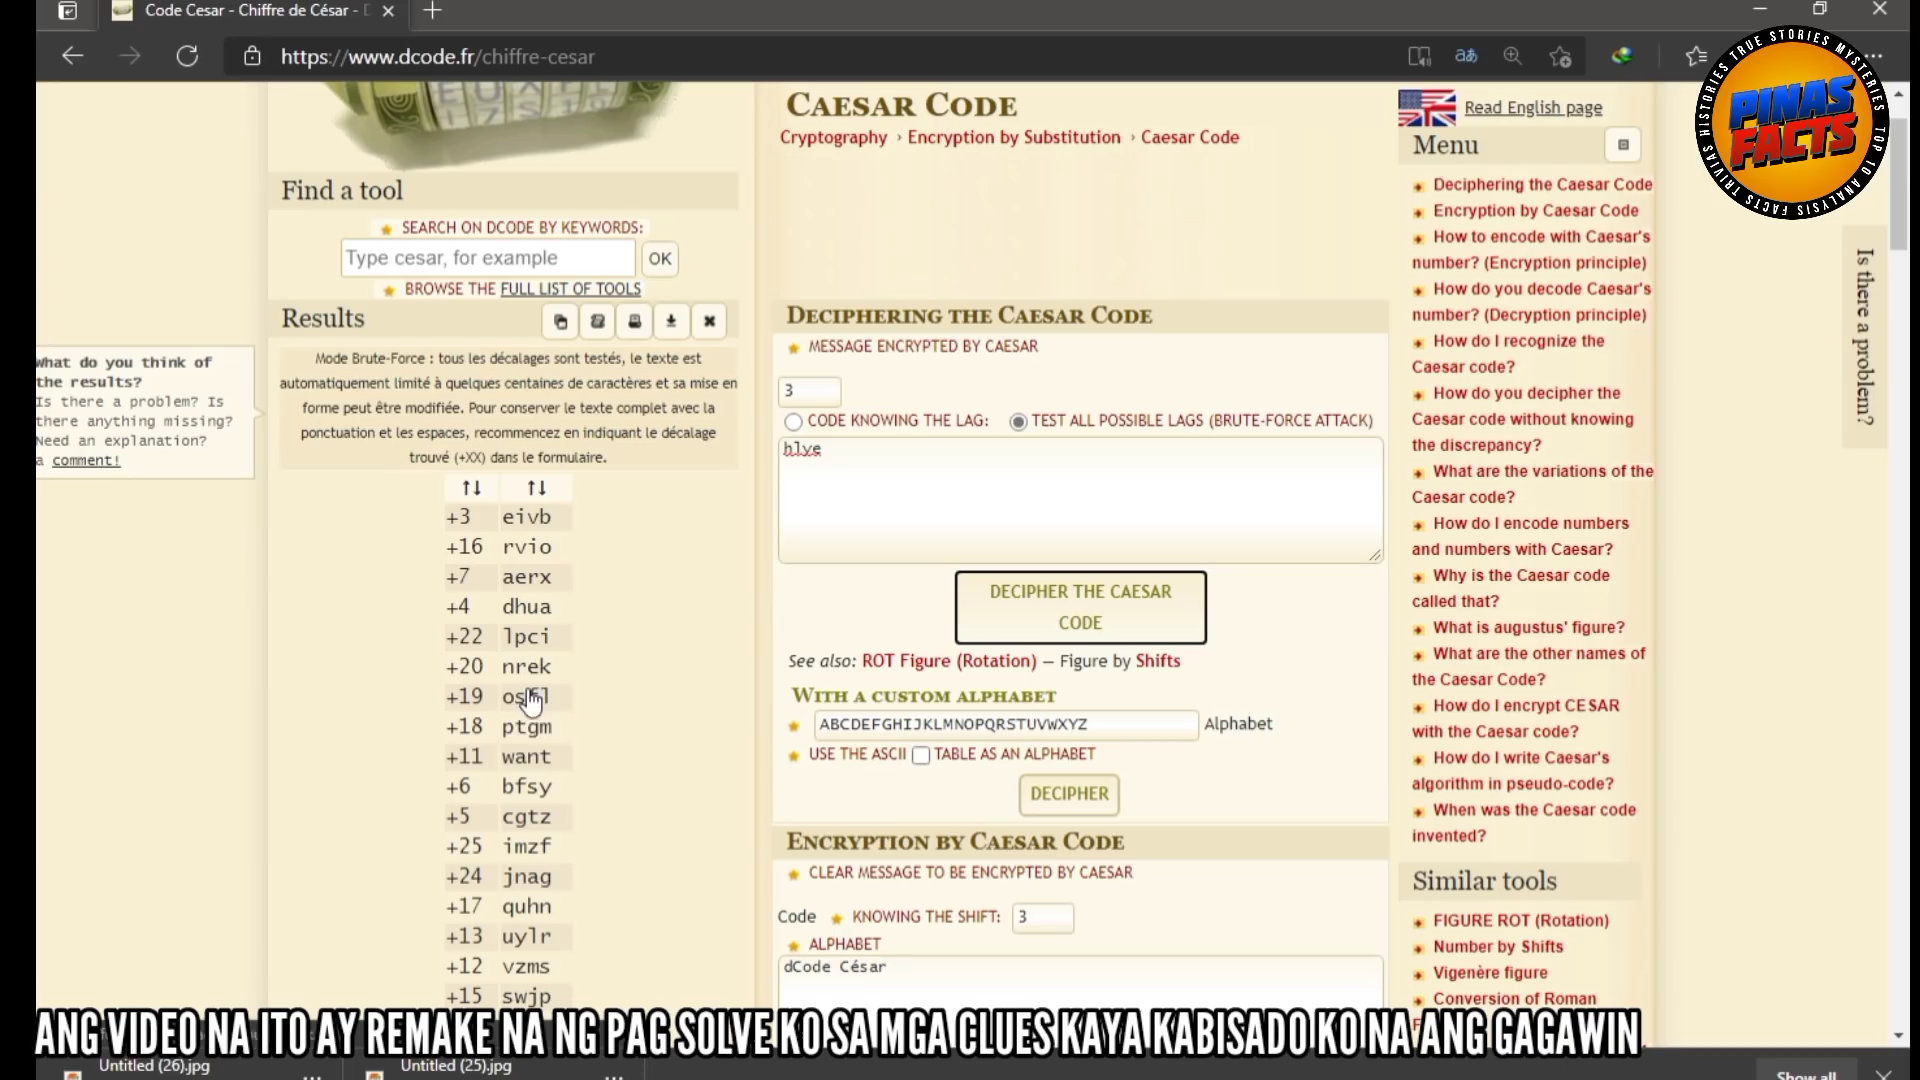 Code Cesar - Chiffre de César -
https://www.dcode.fr/chiffre-cesar
HISTORIES TRUE STORIES MYSTERIES TOP 10 ANALYSIS FACTS TRIVIAS
PINAS
FACTS
CAESAR CODE
Cryptography › Encryption by Substitution › Caesar Code
Read English page
Menu
Deciphering the Caesar Code
Encryption by Caesar Code
How to encode with Caesar's
number? (Encryption principle)
How do you decode Caesar's
number? (Decryption principle)
How do I recognize the
Caesar code?
How do you decipher the
Caesar code without knowing
the discrepancy?
What are the variations of the
Caesar code?
How do I encode numbers
and numbers with Caesar?
Why is the Caesar code
called that?
What is augustus' figure?
What are the other names of
the Caesar Code?
How do I encrypt CESAR
with the Caesar code?
How do I write Caesar's
algorithm in pseudo-code?
When was the Caesar code
invented?
Similar tools
FIGURE ROT (Rotation)
Number by Shifts
Vigenère figure
Conversion of Roman
Is there a problem?
Find a tool
SEARCH ON DCODE BY KEYWORDS:
Type cesar, for example
OK
BROWSE THE FULL LIST OF TOOLS
Results
Mode Brute-Force : tous les décalages sont testés, le texte est
automatiquement limité à quelques centaines de caractères et sa mise en
forme peut être modifiée. Pour conserver le texte complet avec la
ponctuation et les espaces, recommencez en indiquant le décalage
trouvé (+XX) dans le formulaire.
What do you think of
the results?
Is there a problem? Is
there anything missing?
Need an explanation?
a comment!
↑↓ ↑↓
+3 eivb
+16 rvio
+7 aerx
+4 dhua
+22 lpci
+20 nrek
+19
+18 ptgm
+11 want
+6 bfsy
+5 cgtz
+25 imzf
+24 jnag
+17 quhn
+13 uylr
+12 vzms
+15 swjp
DECIPHERING THE CAESAR CODE
MESSAGE ENCRYPTED BY CAESAR
3
CODE KNOWING THE LAG: TEST ALL POSSIBLE LAGS (BRUTE-FORCE ATTACK)
hlye
DECIPHER THE CAESAR
CODE
See also: ROT Figure (Rotation) — Figure by Shifts
WITH A CUSTOM ALPHABET
ABCDEFGHIJKLMNOPQRSTUVWXYZ Alphabet
USE THE ASCII TABLE AS AN ALPHABET
DECIPHER
ENCRYPTION BY CAESAR CODE
CLEAR MESSAGE TO BE ENCRYPTED BY CAESAR
Code KNOWING THE SHIFT: 3
ALPHABET
dCode César
ANG VIDEO NA ITO AY REMAKE NA NG PAG SOLVE KO SA MGA CLUES KAYA KABISADO KO NA ANG GAGAWIN
Untitled (26).jpg
Untitled (25).jpg
Show all